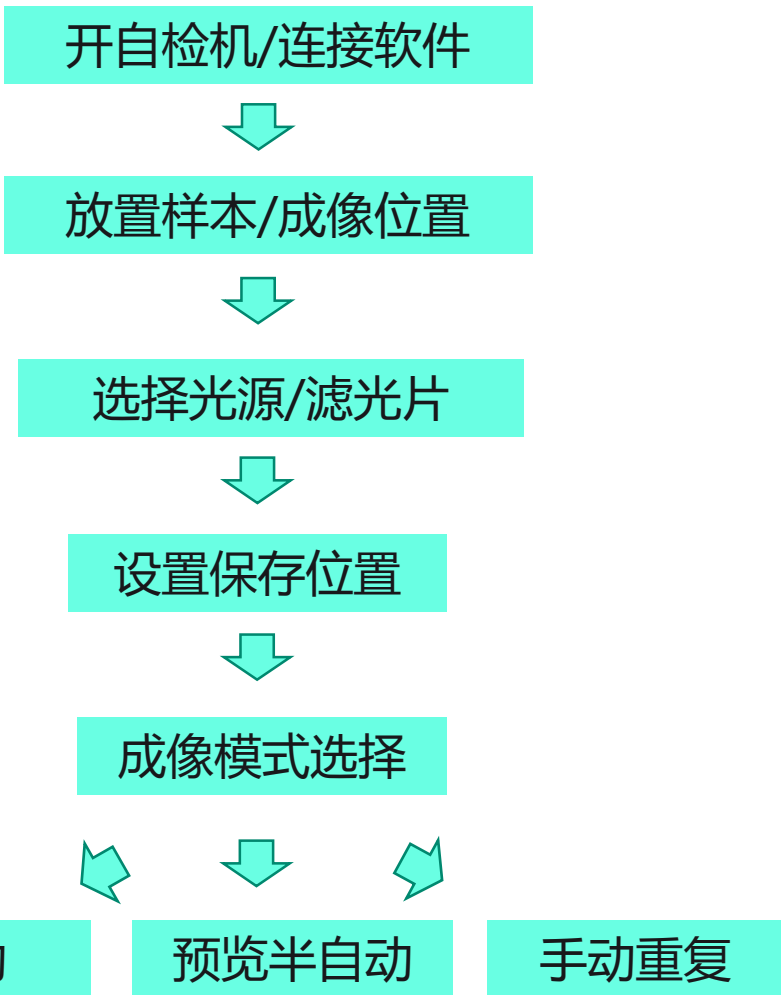 开自检机/连接软件
放置样本/成像位置
选择光源/滤光片
设置保存位置
成像模式选择
预览半自动
手动重复